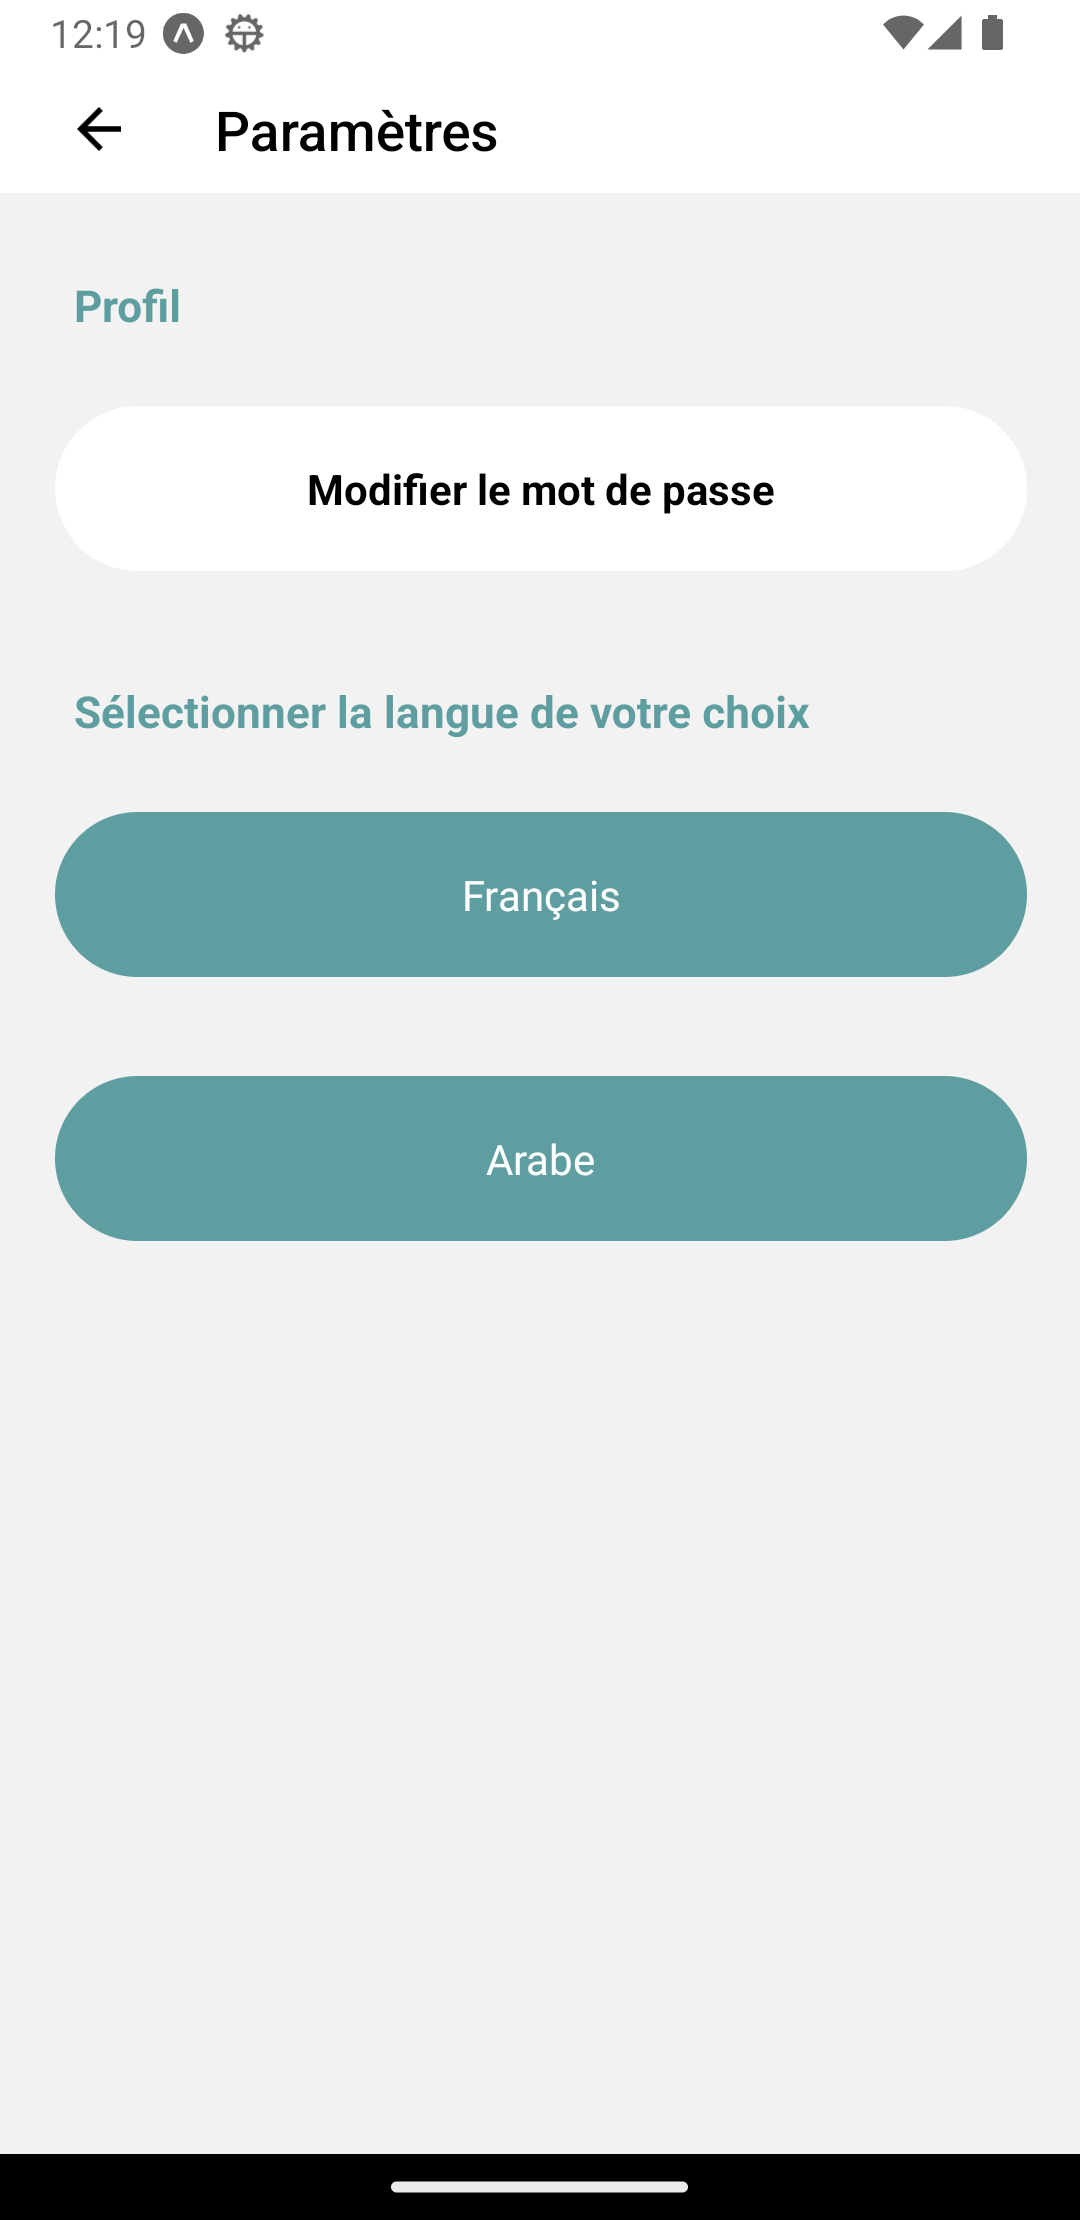 12:19
Paramètres
Profil
Modifier le mot de passe
Sélectionner la langue de votre choix
Français
Arabe